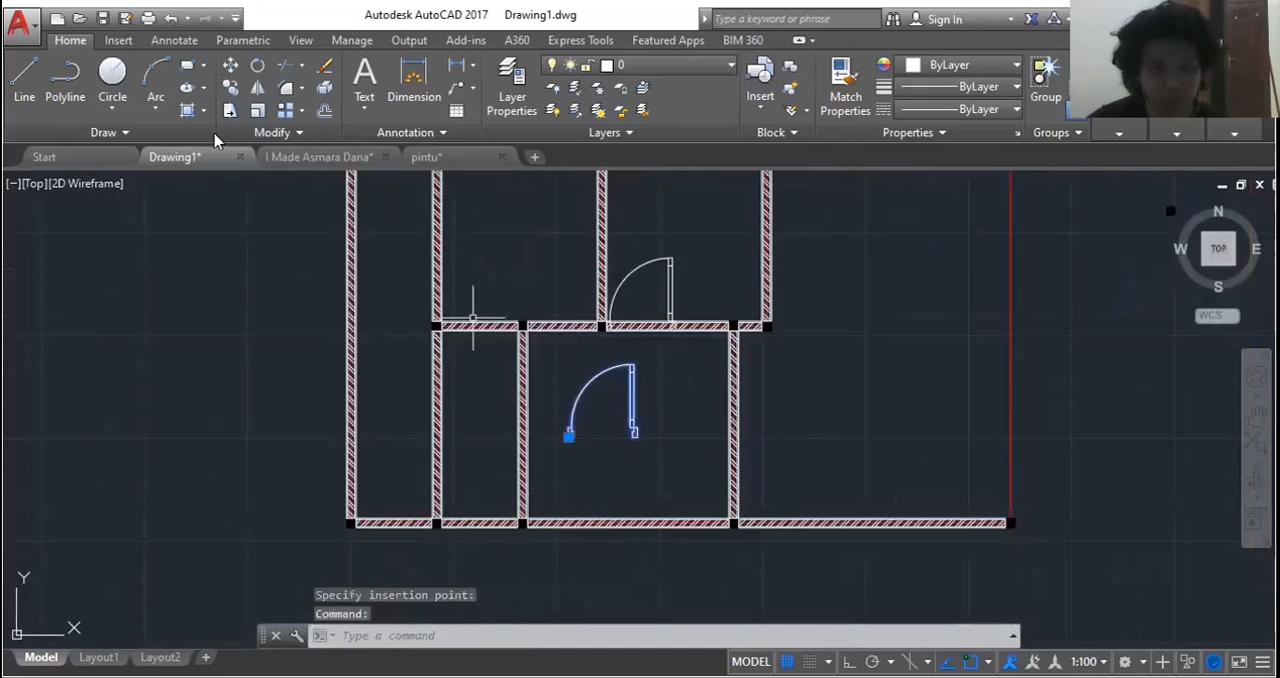 Autodesk AutoCAD 2017 Drawing1.dwg
Type a keyword or phrase
Sign In
Home Insert Annotate Parametric View Manage Output Add-ins A360 Express Tools Featured Apps BIM 360
0
ByLayer
ByLayer
ByLayer
Line Polyline Circle Arc Text Dimension Layer Properties Insert Match Properties Group
Draw Modify Annotation Layers Block Properties Groups
Start Drawing1* I Made Asmara Dana* pintu*
[−][Top][2D Wireframe]
N
W TOP E
S
WCS
Y
X
Specify insertion point:
Command:
Type a command
Model Layout1 Layout2
MODEL 1:100